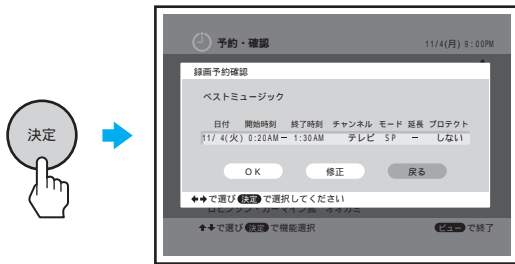 決定
予約・確認 11/4(月) 9:00PM
録画予約確認
ベストミュージック
日付 開始時刻 終了時刻 チャンネル モード 延長 プロテクト
11/ 4(火) 0:20AM － 1:30AM テレビ SP － しない
OK 修正 戻る
で選び 決定 で選択してください
で選び 決定 で機能選択 ビュー で終了